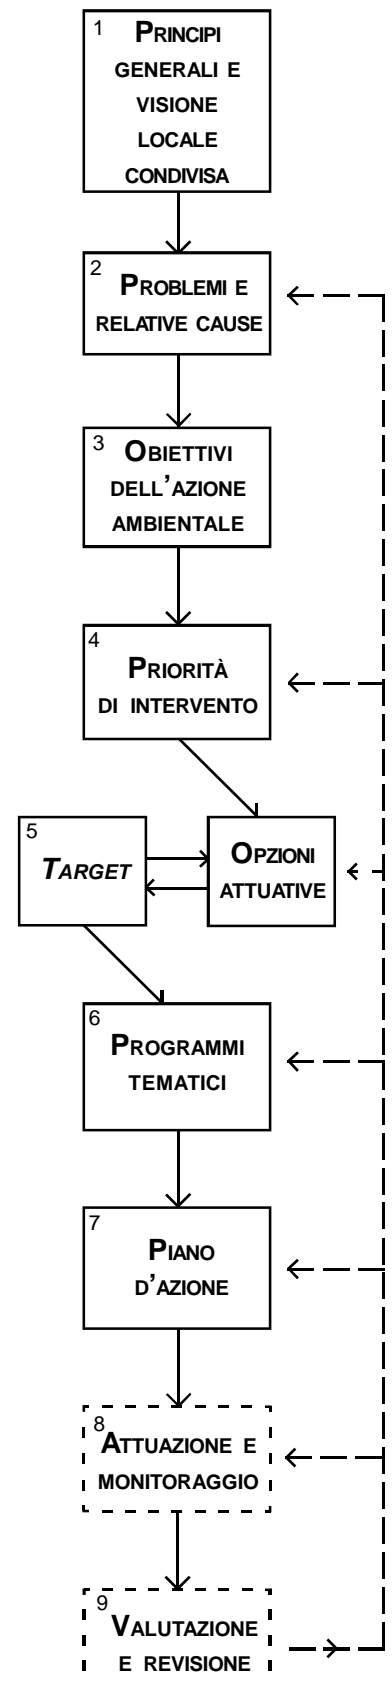 1 PRINCIPI
GENERALI E
VISIONE
LOCALE
CONDIVISA
2 PROBLEMI E
RELATIVE CAUSE
3 OBIETTIVI
DELL'AZIONE
AMBIENTALE
4
PRIORITÀ
DI INTERVENTO
5
TARGET
OPZIONI
ATTUATIVE
6
PROGRAMMI
TEMATICI
7
PIANO
D'AZIONE
8
ATTUAZIONE E
MONITORAGGIO
9
VALUTAZIONE
E REVISIONE